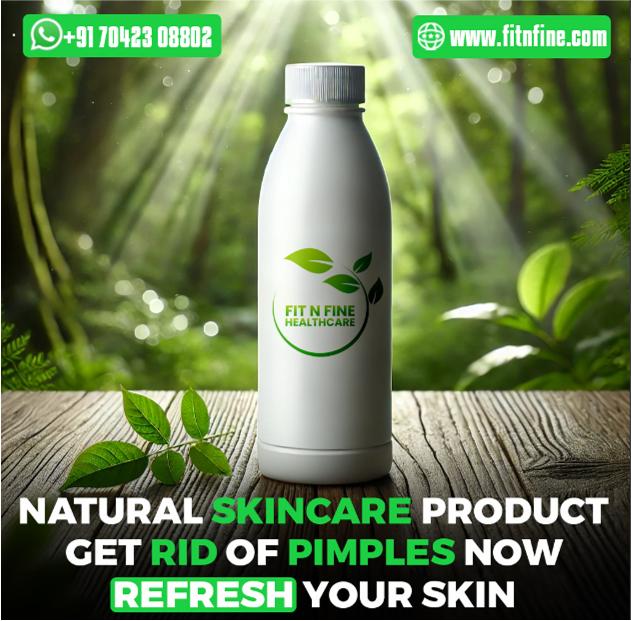 +91 70423 08802
www.fitnfine.com
FIT N FINE
HEALTHCARE
NATURAL SKINCARE PRODUCT
GET RID OF PIMPLES NOW
REFRESH YOUR SKIN